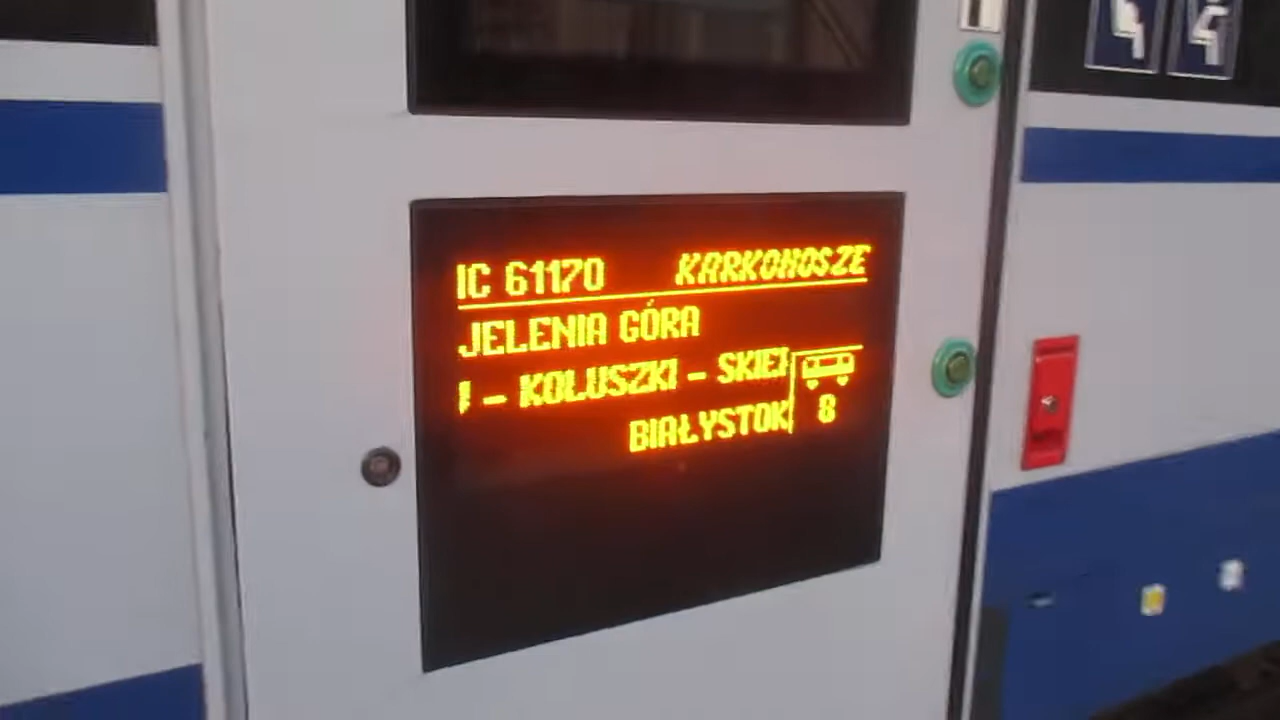 IC 61170 KARKONOSZE
JELENIA GÓRA
- KOLUSZKI - SKIE
BIAŁYSTOK 8